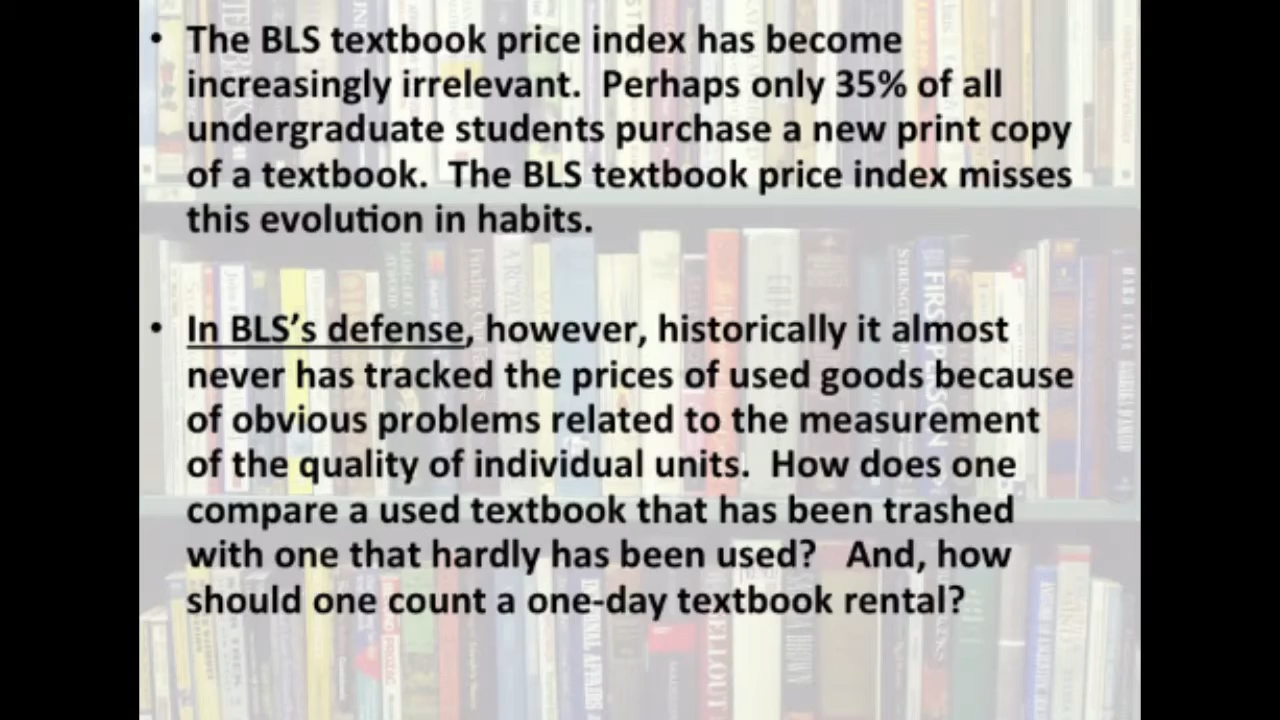 • The BLS textbook price index has become
increasingly irrelevant.  Perhaps only 35% of all
undergraduate students purchase a new print copy
of a textbook.  The BLS textbook price index misses
this evolution in habits.
• In BLS’s defense, however, historically it almost
never has tracked the prices of used goods because
of obvious problems related to the measurement
of the quality of individual units.  How does one
compare a used textbook that has been trashed
with one that hardly has been used?   And, how
should one count a one-day textbook rental?